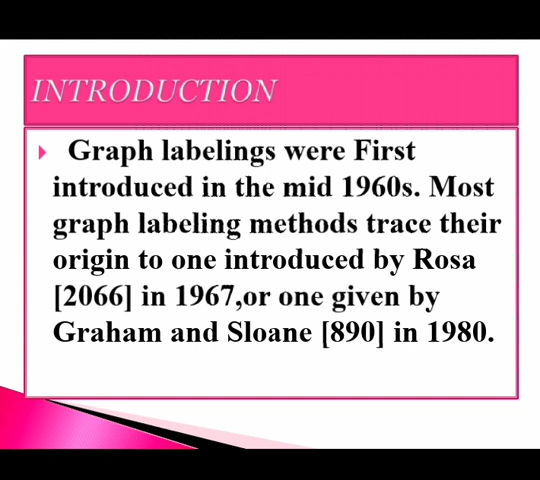 INTRODUCTION
Graph labelings were First
introduced in the mid 1960s. Most
graph labeling methods trace their
origin to one introduced by Rosa
[2066] in 1967,or one given by
Graham and Sloane [890] in 1980.